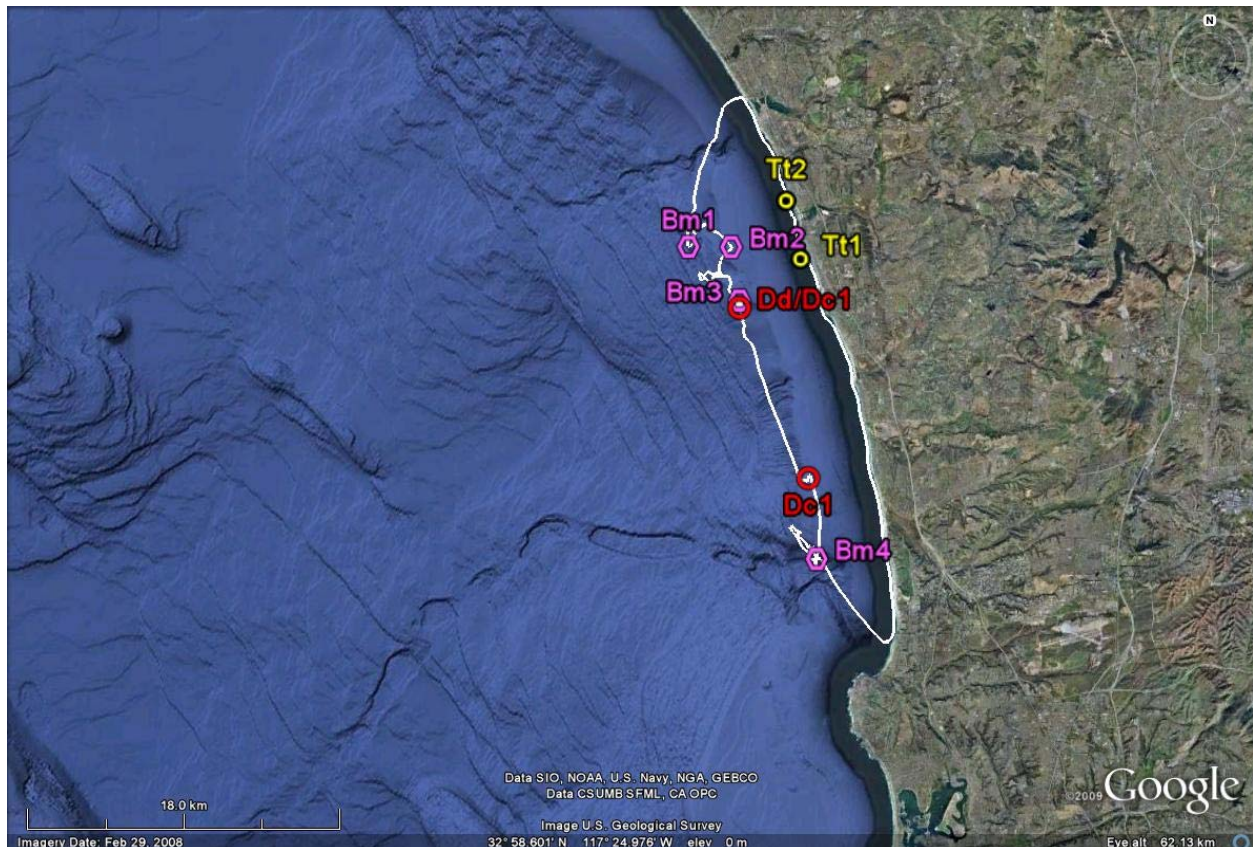 N
Tt2
Bm1
Bm2
Tt1
Bm3
Dd/Dc1
Dc1
Bm4
Data SIO, NOAA, U.S. Navy, NGA, GEBCO
Data CSUMB SFML, CA OPC
18.0 km
©2009 Google
Image U.S. Geological Survey
Imagery Date: Feb 29, 2008 32° 58.601' N 117° 24.976' W elev 0 m Eye alt 62.13 km